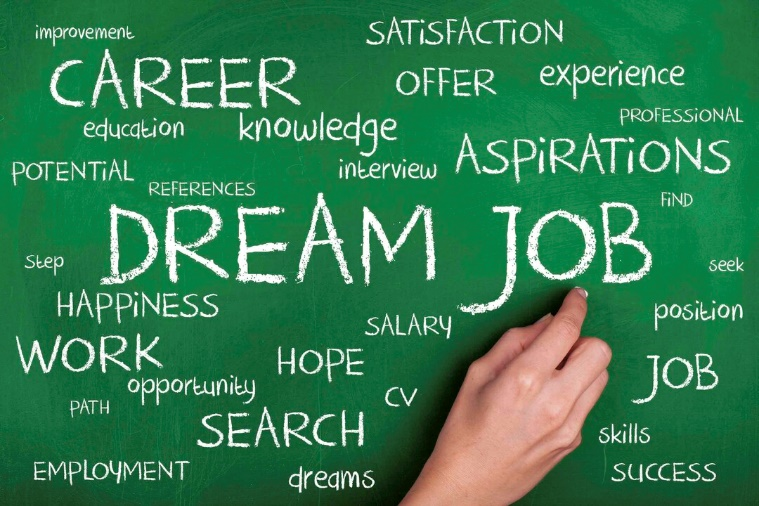 improvement
SATiSFACTiON
CAREER
OFFER
experience
PROFESSiONAL
education
knowledge
ASPiRATiONS
POTENTiAL
interview
REFERENCES
FiND
DREAM JOB
Step
seek
HAPPiNESS
position
SALARY
WORK
HOPE
JOB
opportunity
CV
PATH
SEARCH
skills
EMPLOYMENT
dreams
SUCCESS